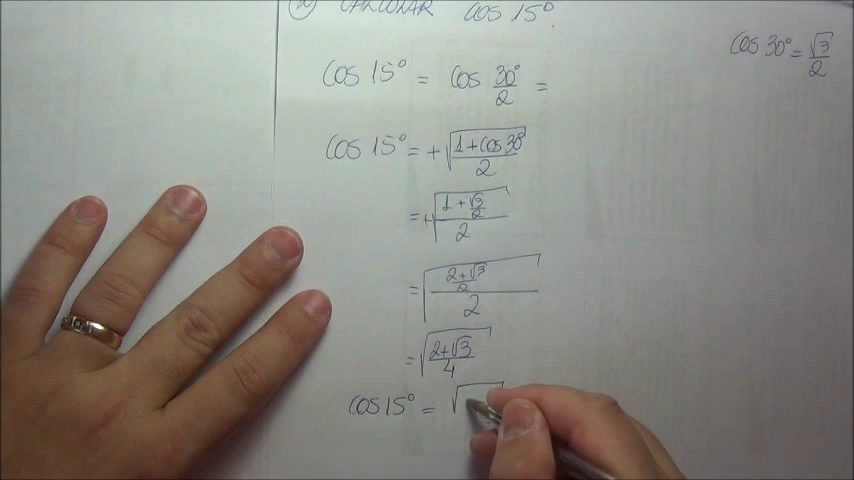 CALCULAR cos 15°.
cos 30° = √3/2
cos 15° = cos 30°/2 =
cos 15° = +√((1+cos 30°)/2)
= +√((1+√3/2)/2)
= √(((2+√3)/2)/2)
= √((2+√3)/4)
cos 15° = √